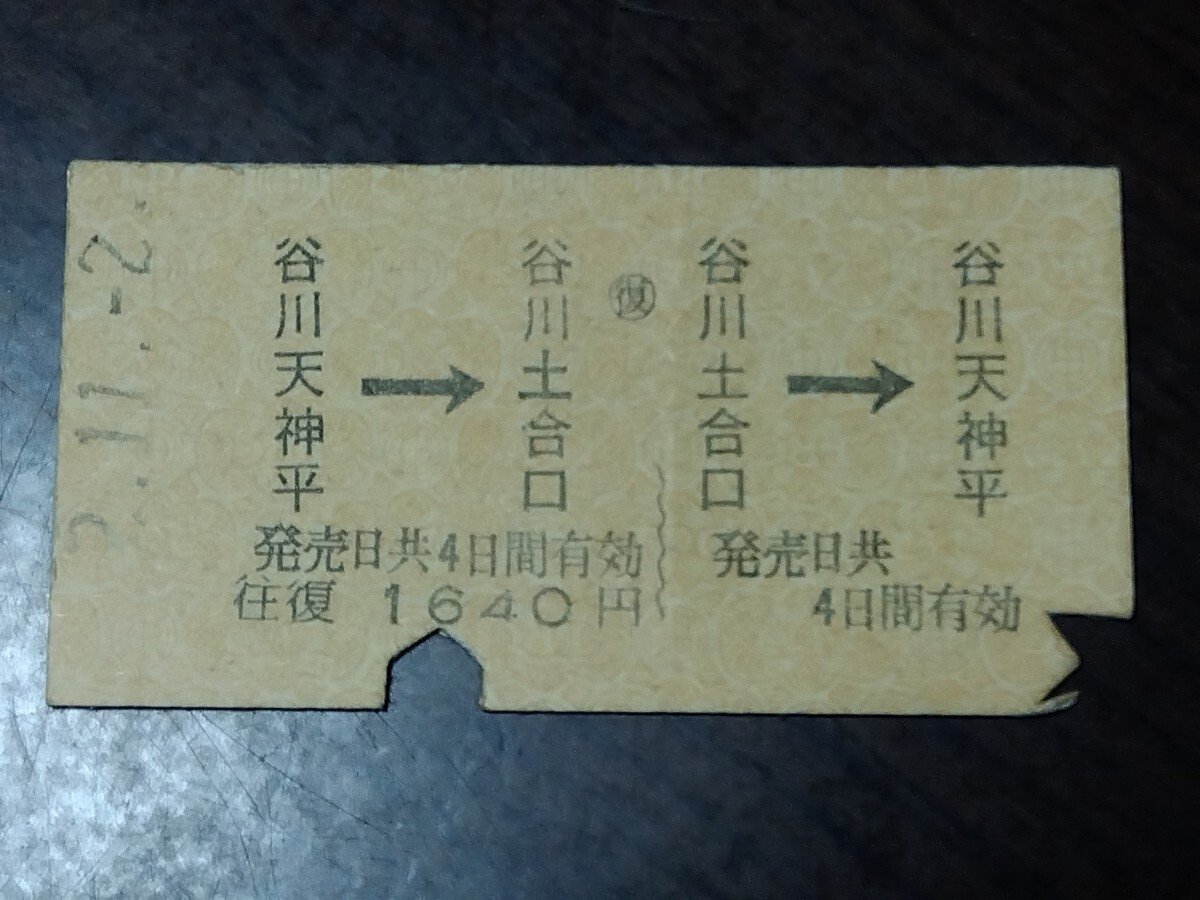 2.11.-2.
谷川天神平
→
谷川土合口
復
谷川土合口
→
谷川天神平
発売日共4日間有効
往復 1640円
発売日共
4日間有効